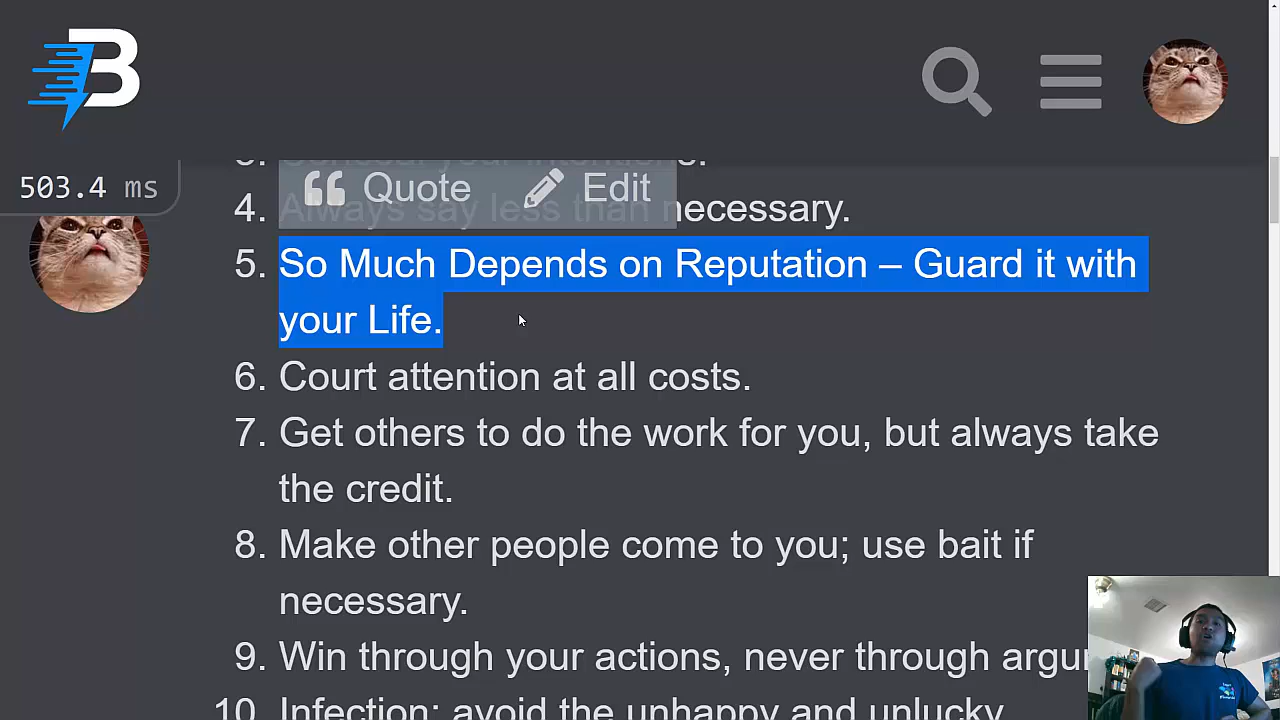 B
503.4 ms
Quote Edit
4. Always say less than necessary.
5. So Much Depends on Reputation – Guard it with
your Life.
6. Court attention at all costs.
7. Get others to do the work for you, but always take
the credit.
8. Make other people come to you; use bait if
necessary.
9. Win through your actions, never through
10. Infection: avoid the unhappy and unlucky